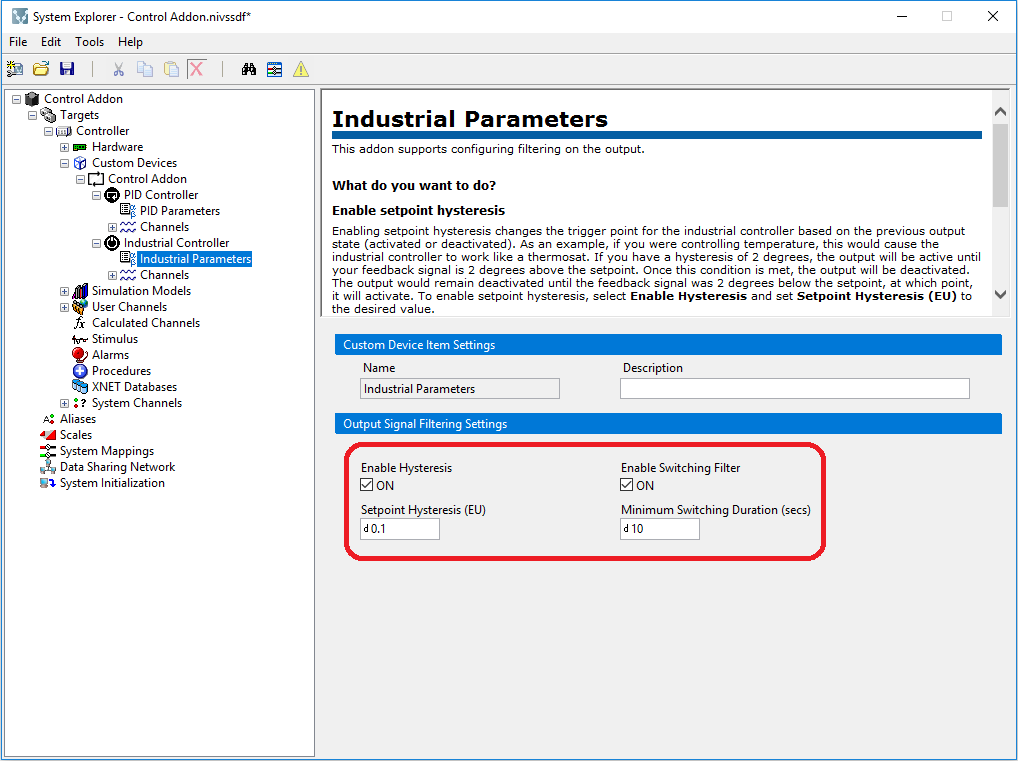 System Explorer - Control Addon.nivssdf*
File Edit Tools Help
Control Addon
Targets
Controller
Hardware
Custom Devices
Control Addon
PID Controller
PID Parameters
Channels
Industrial Controller
Industrial Parameters
Channels
Simulation Models
User Channels
Calculated Channels
Stimulus
Alarms
Procedures
XNET Databases
System Channels
Aliases
Scales
System Mappings
Data Sharing Network
System Initialization
Industrial Parameters
This addon supports configuring filtering on the output.
What do you want to do?
Enable setpoint hysteresis
Enabling setpoint hysteresis changes the trigger point for the industrial controller based on the previous output
state (activated or deactivated). As an example, if you were controlling temperature, this would cause the
industrial controller to work like a thermosat. If you have a hysteresis of 2 degrees, the output will be active until
your feedback signal is 2 degrees above the setpoint. Once this condition is met, the output will be deactivated.
The output would remain deactivated until the feedback signal was 2 degrees below the setpoint, at which point,
it will activate. To enable setpoint hysteresis, select Enable Hysteresis and set Setpoint Hysteresis (EU) to
the desired value.
Custom Device Item Settings
Name Description
Industrial Parameters
Output Signal Filtering Settings
Enable Hysteresis Enable Switching Filter
ON ON
Setpoint Hysteresis (EU) Minimum Switching Duration (secs)
d 0.1 d 10